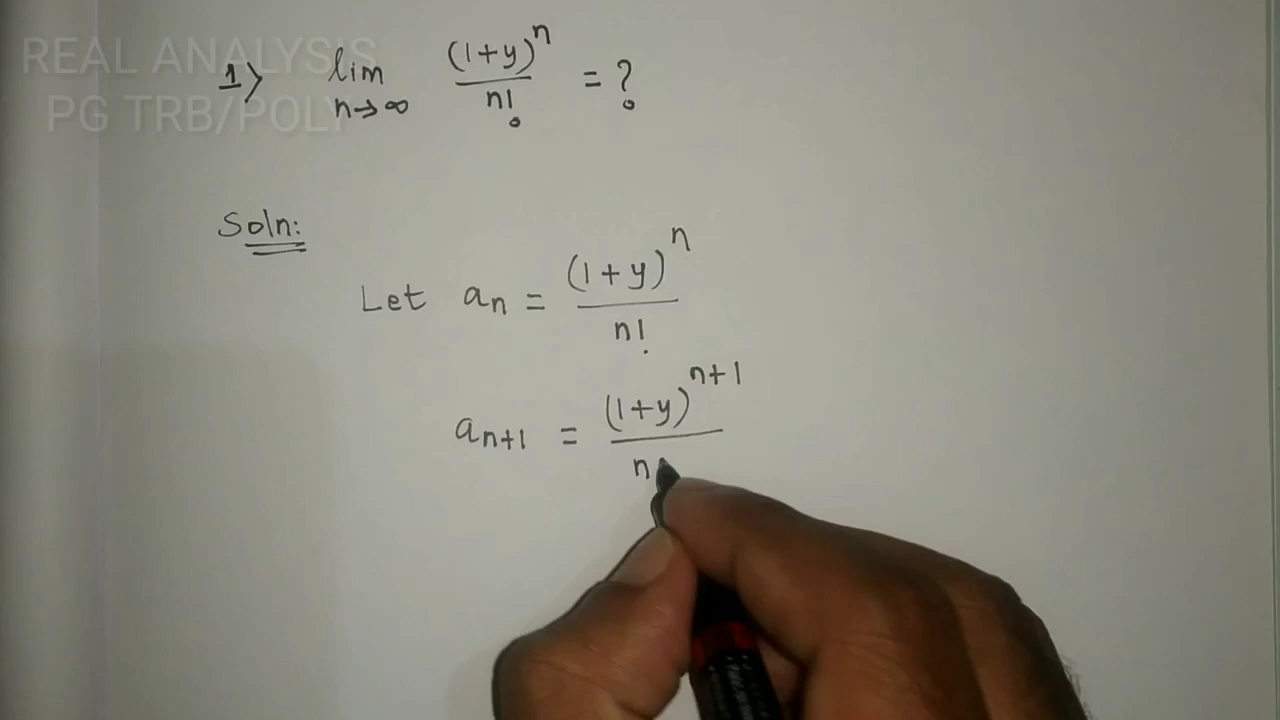 REAL ANALYSIS
PG TRB/POLY
1) lim n→∞ (1+y)^n / n! = ?
Soln:
Let a_n = (1+y)^n / n!
a_{n+1} = (1+y)^{n+1} / n